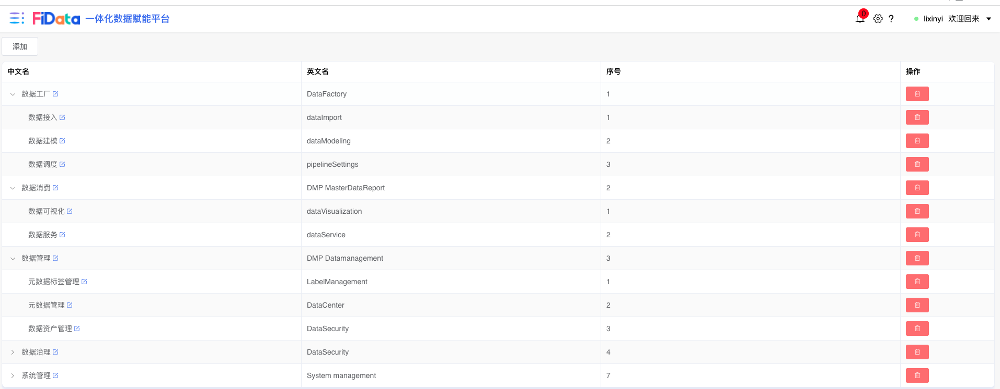 FiData 一体化数据赋能平台 0 ? lixinyi 欢迎回来
添加
中文名 英文名 序号 操作
数据工厂 DataFactory 1
数据接入 dataImport 1
数据建模 dataModeling 2
数据调度 pipelineSettings 3
数据消费 DMP MasterDataReport 2
数据可视化 dataVisualization 1
数据服务 dataService 2
数据管理 DMP Datamanagement 3
元数据标签管理 LabelManagement 1
元数据管理 DataCenter 2
数据资产管理 DataSecurity 3
数据治理 DataSecurity 4
系统管理 System management 7